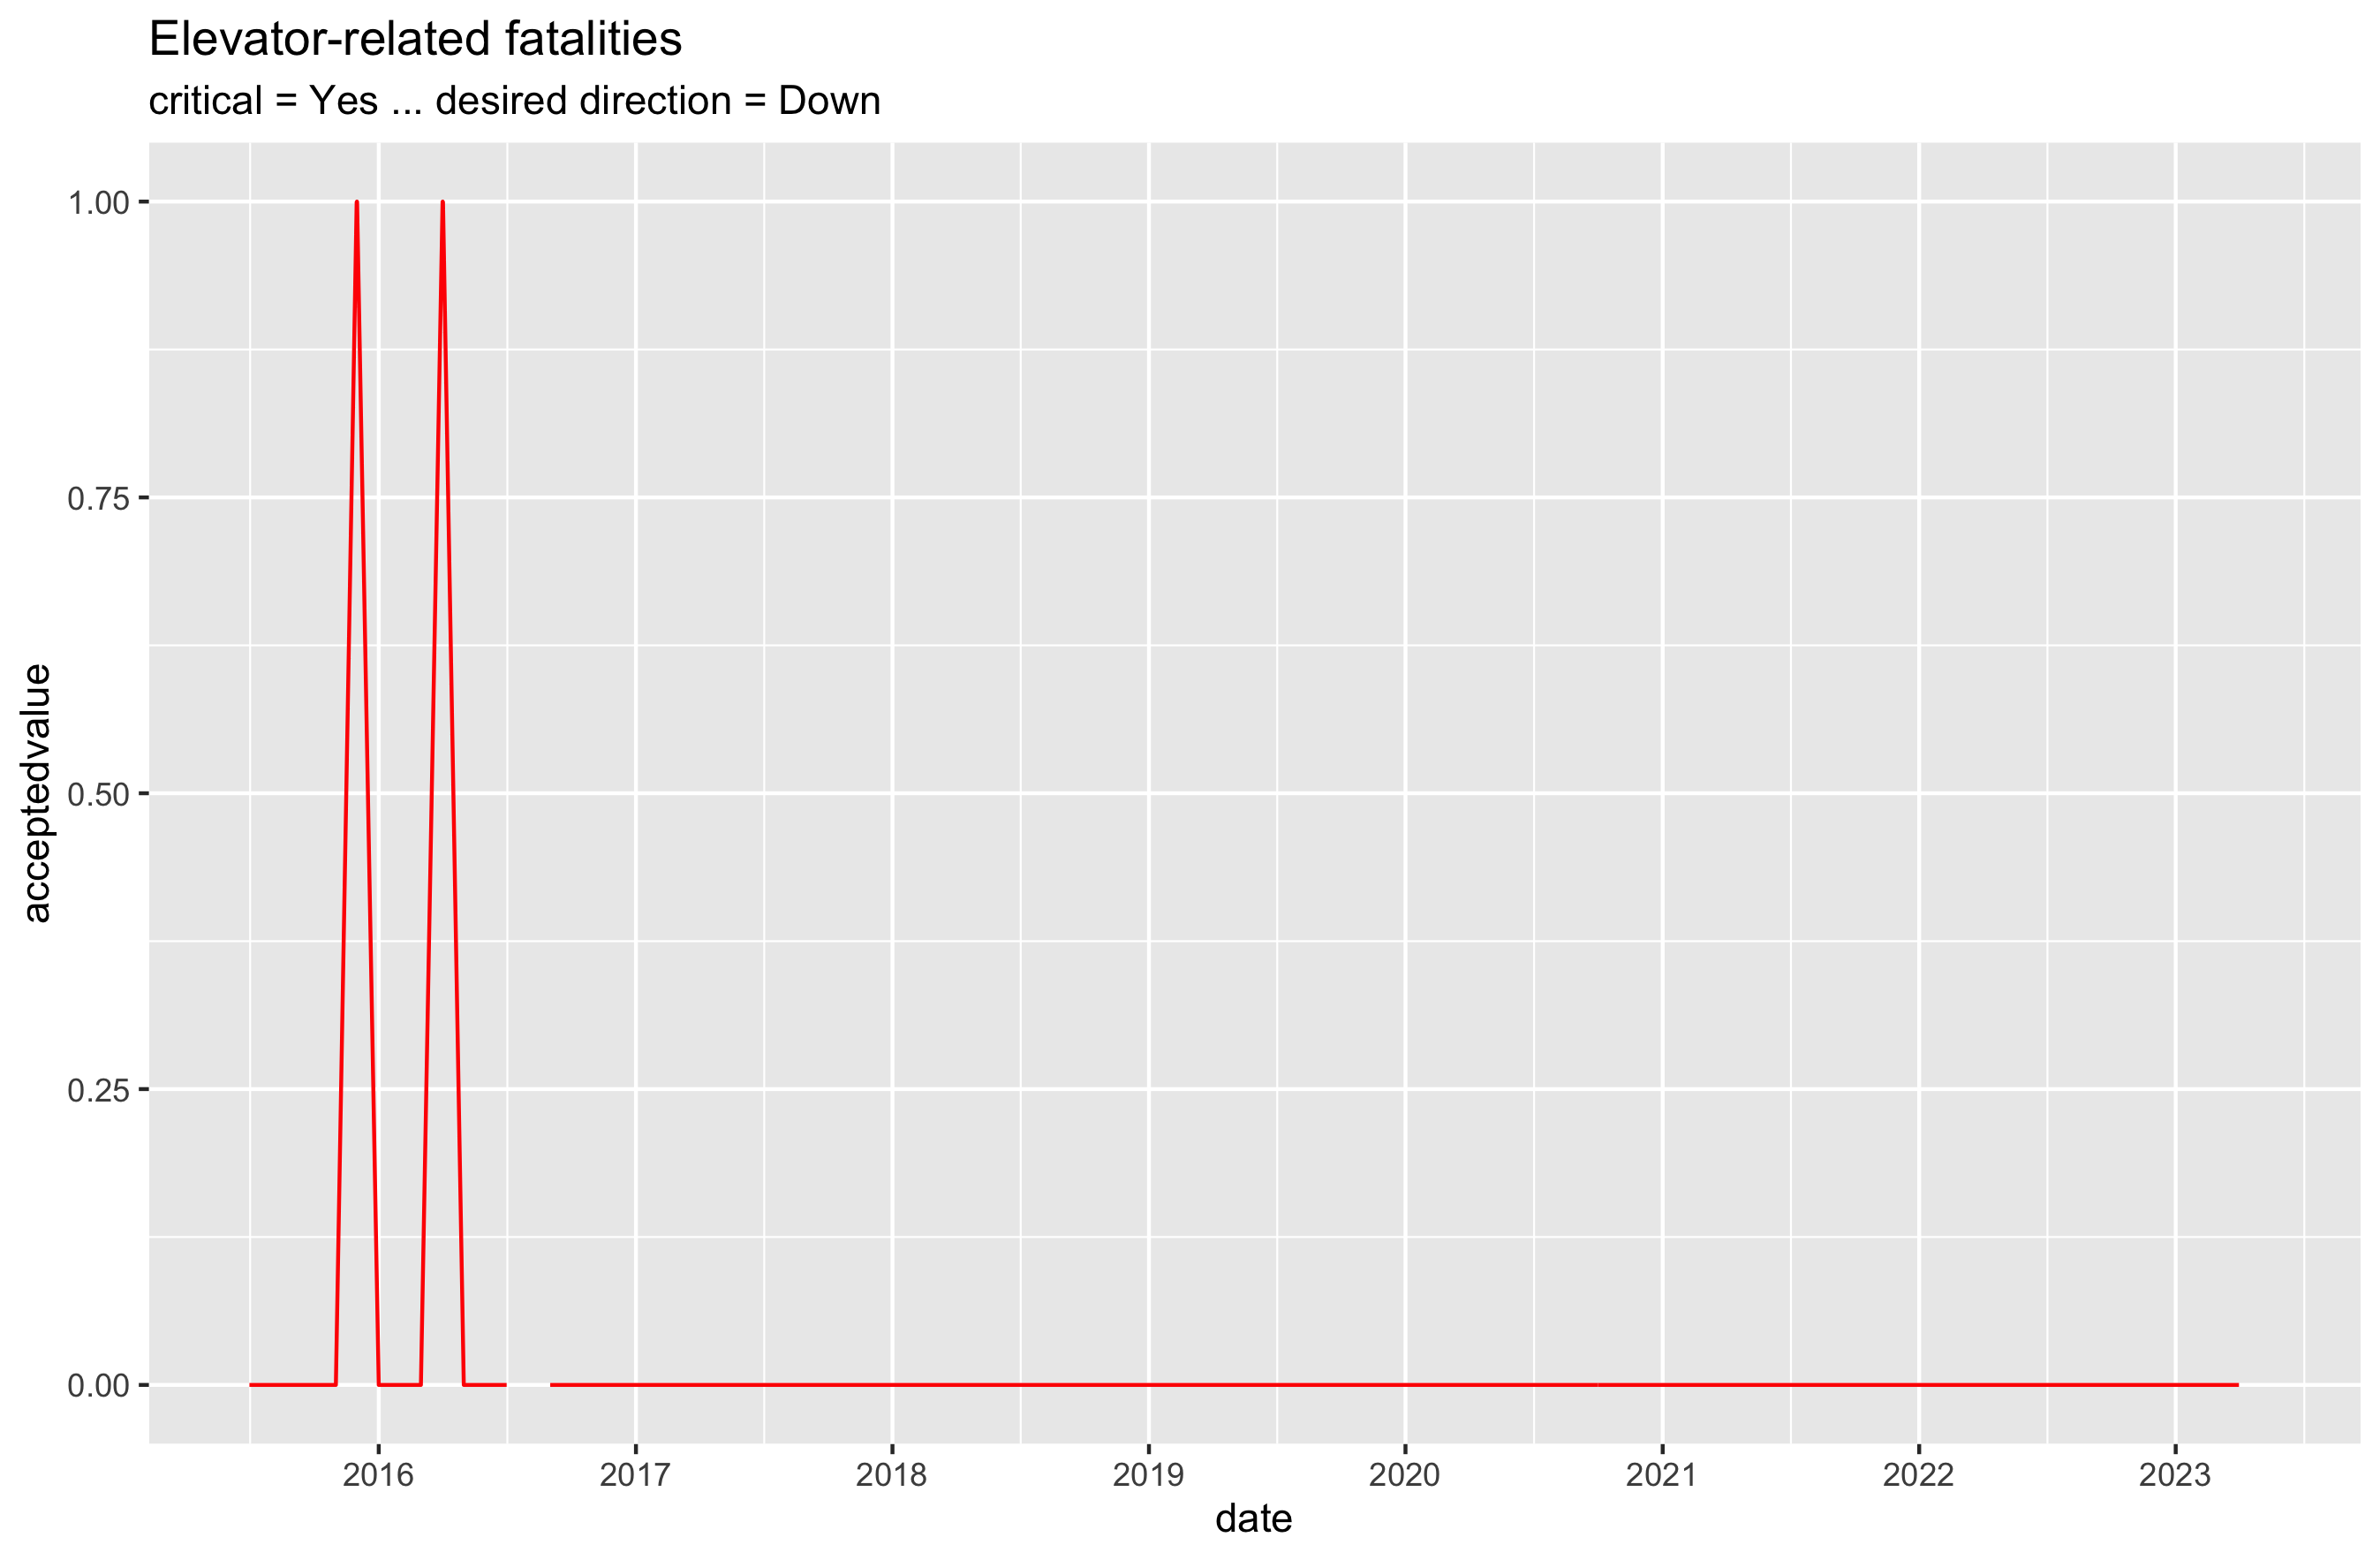 Elevator-related fatalities
critical = Yes ... desired direction = Down
1.00
0.75
0.50
0.25
0.00
acceptedvalue
2016 2017 2018 2019 2020 2021 2022 2023
date